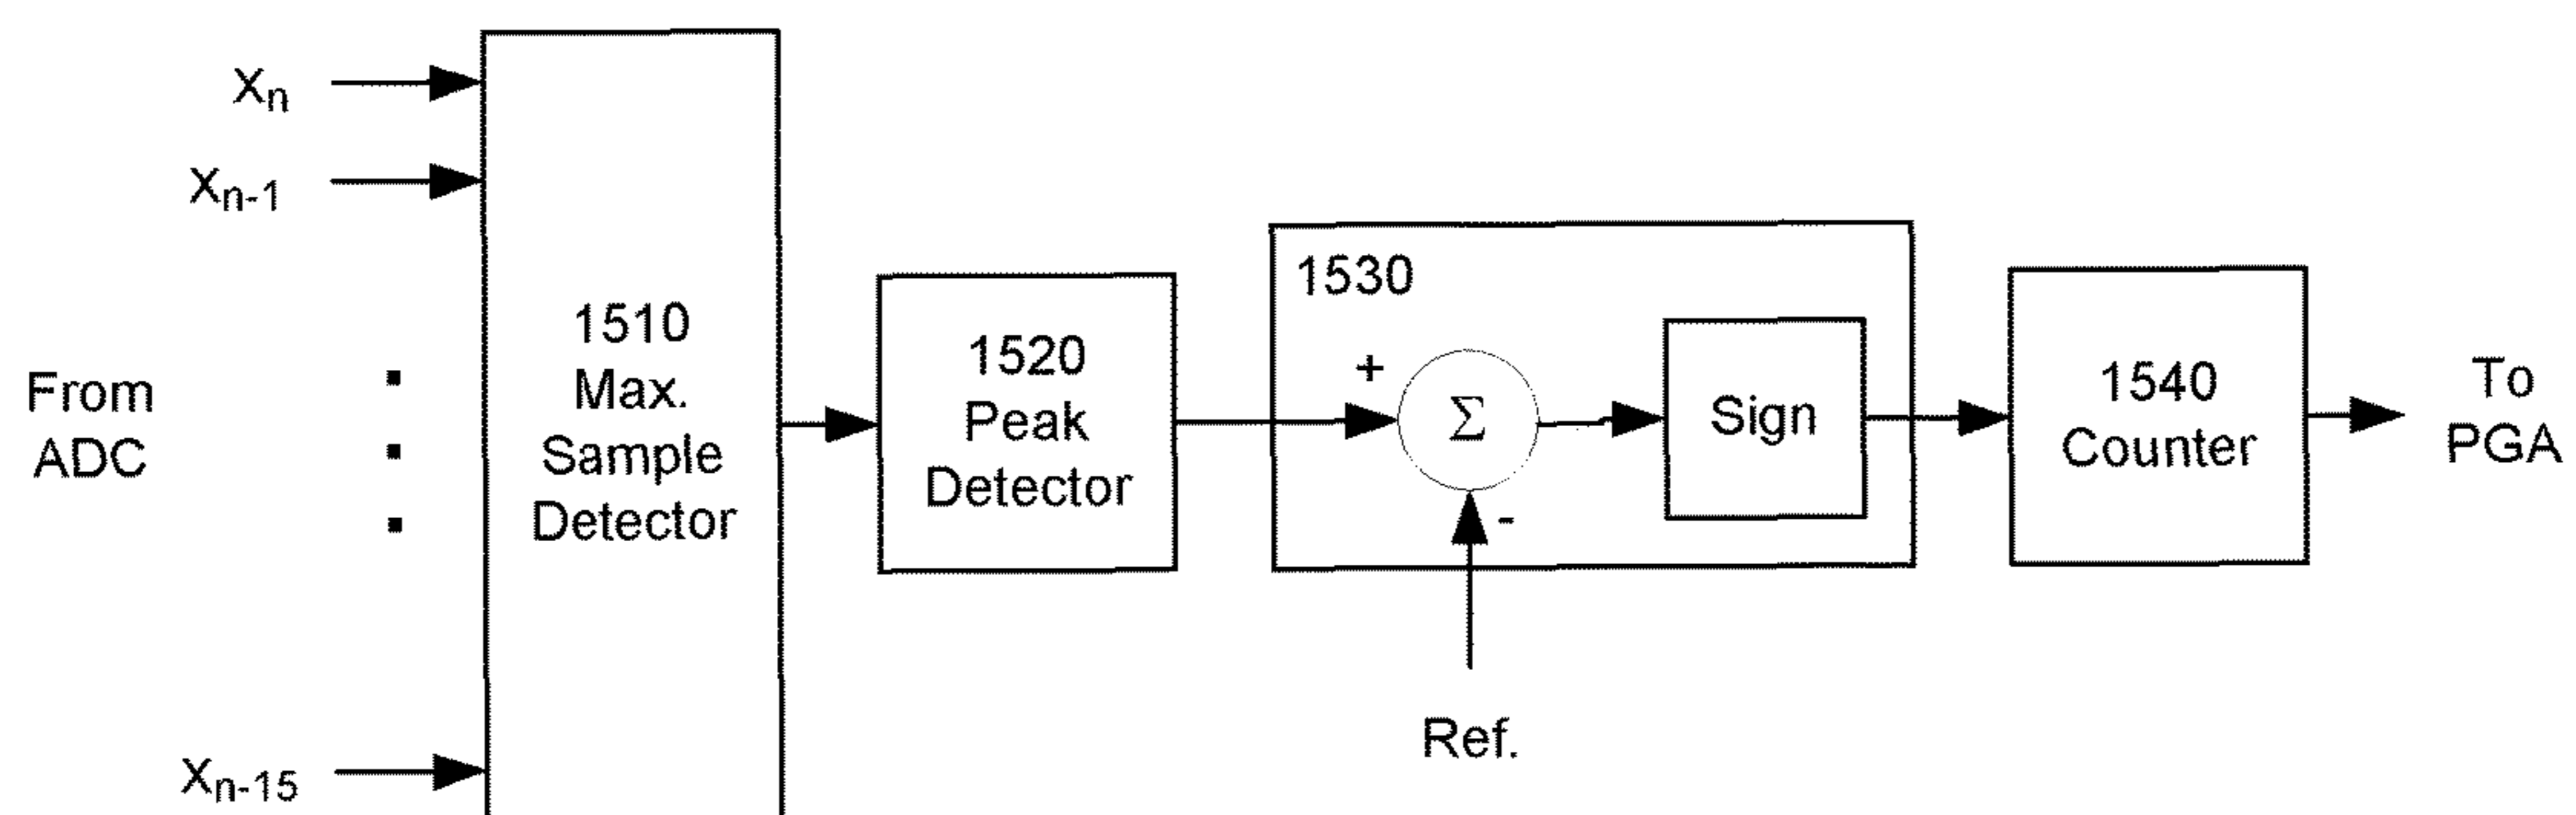 Xn
Xn-1
From
ADC
Xn-15
1510
Max.
Sample
Detector
1520
Peak
Detector
1530
+
Σ
-
Ref.
Sign
1540
Counter
To
PGA